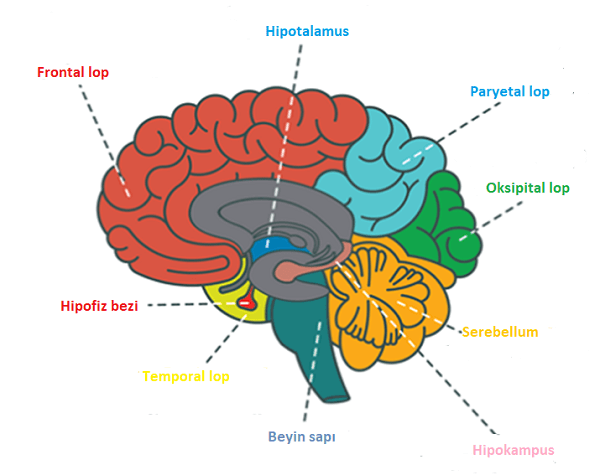 Hipotalamus
Frontal lop
Paryetal lop
Oksipital lop
Hipofiz bezi
Serebellum
Temporal lop
Beyin sapı
Hipokampus